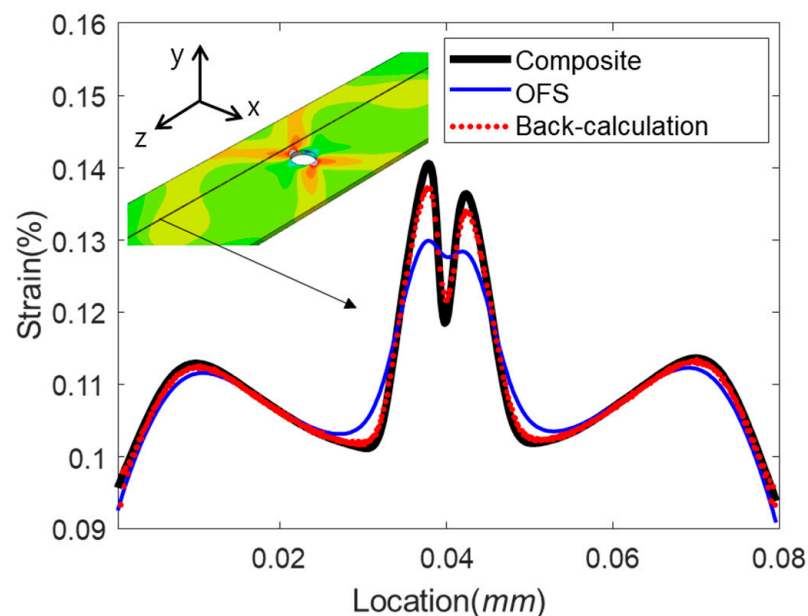 0.16
0.15
0.14
0.13
0.12
0.11
0.1
0.09
Strain(%)
y
x
z
Composite
OFS
Back-calculation
0.02
0.04
0.06
0.08
Location(mm)